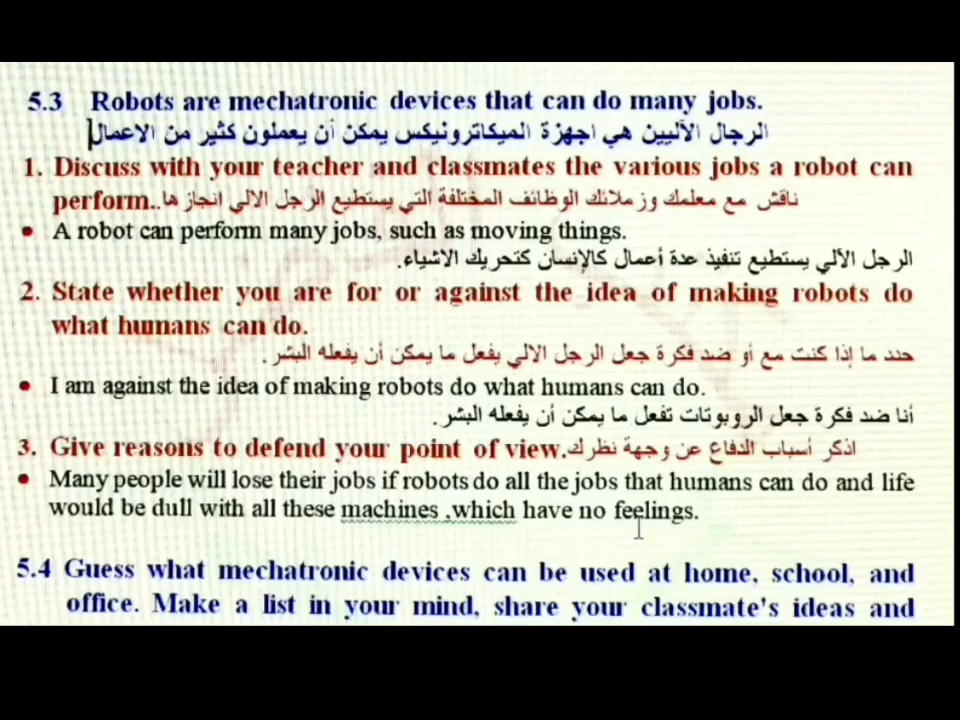 5.3 Robots are mechatronic devices that can do many jobs.
الرجال الآليين هي اجهزة الميكاترونيكس يمكن أن يعملون كثير من الاعمال
1. Discuss with your teacher and classmates the various jobs a robot can
perform..ناقش مع معلمك وزملائك الوظائف المختلفة التي يستطيع الرجل الالي انجازها
• A robot can perform many jobs, such as moving things.
الرجل الآلي يستطيع تنفيذ عدة أعمال كالإنسان كتحريك الاشياء.
2. State whether you are for or against the idea of making robots do
what humans can do.
حدد ما إذا كنت مع أو ضد فكرة جعل الرجل الالي يفعل ما يمكن أن يفعله البشر.
• I am against the idea of making robots do what humans can do.
أنا ضد فكرة جعل الروبوتات تفعل ما يمكن أن يفعله البشر.
3. Give reasons to defend your point of view.اذكر أسباب الدفاع عن وجهة نظرك
• Many people will lose their jobs if robots do all the jobs that humans can do and life
would be dull with all these machines ,which have no feelings.
5.4 Guess what mechatronic devices can be used at home, school, and
office. Make a list in your mind, share your classmate's ideas and